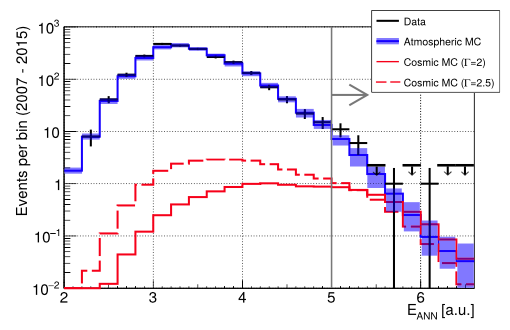 Data
Atmospheric MC
Cosmic MC (Γ=2)
Cosmic MC (Γ=2.5)
Events per bin (2007 - 2015)
10³
10²
10
1
10⁻¹
10⁻²
2 3 4 5 6
E_ANN [a.u.]